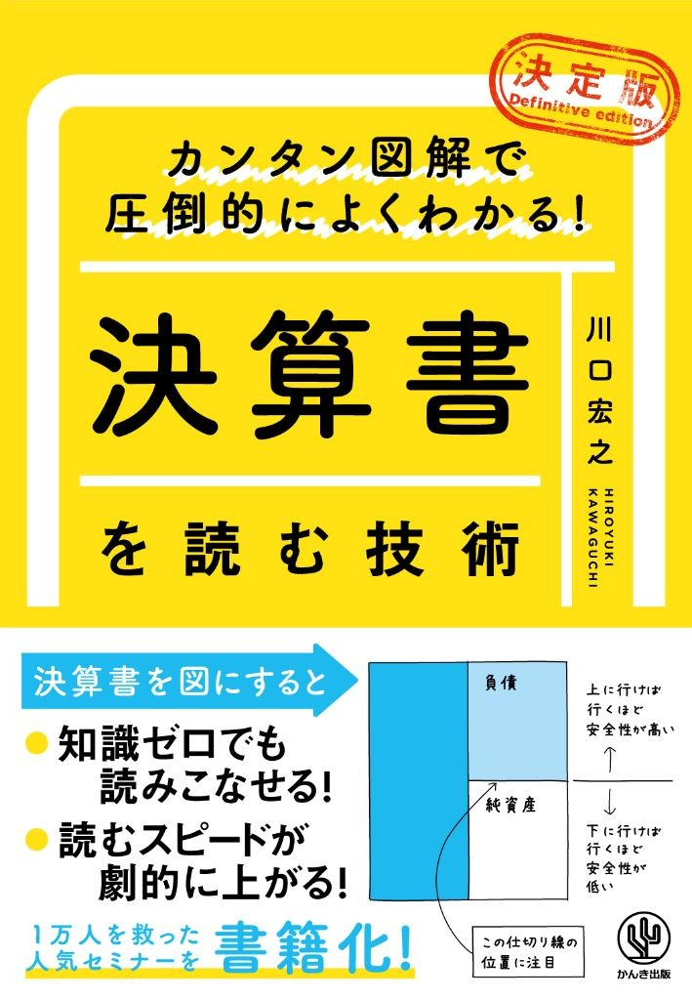 決定版
Definitive edition
カンタン図解で
圧倒的によくわかる!
決算書
を読む技術
川口宏之
HIROYUKI
KAWAGUCHI
決算書を図にすると
知識ゼロでも
読みこなせる!
読むスピードが
劇的に上がる!
1万人を救った
人気セミナーを
書籍化!
負債
純資産
上に行けば
行くほど
安全性が高い
下に行けば
行くほど
安全性が
低い
この仕切り線の
位置に注目
かんき出版